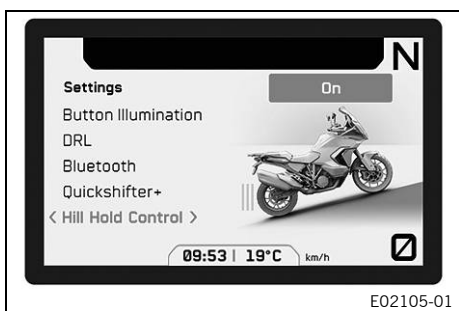 N
Settings
On
Button Illumination
DRL
Bluetooth
Quickshifter+
< Hill Hold Control >
09:53 | 19°C km/h
0
E02105-01